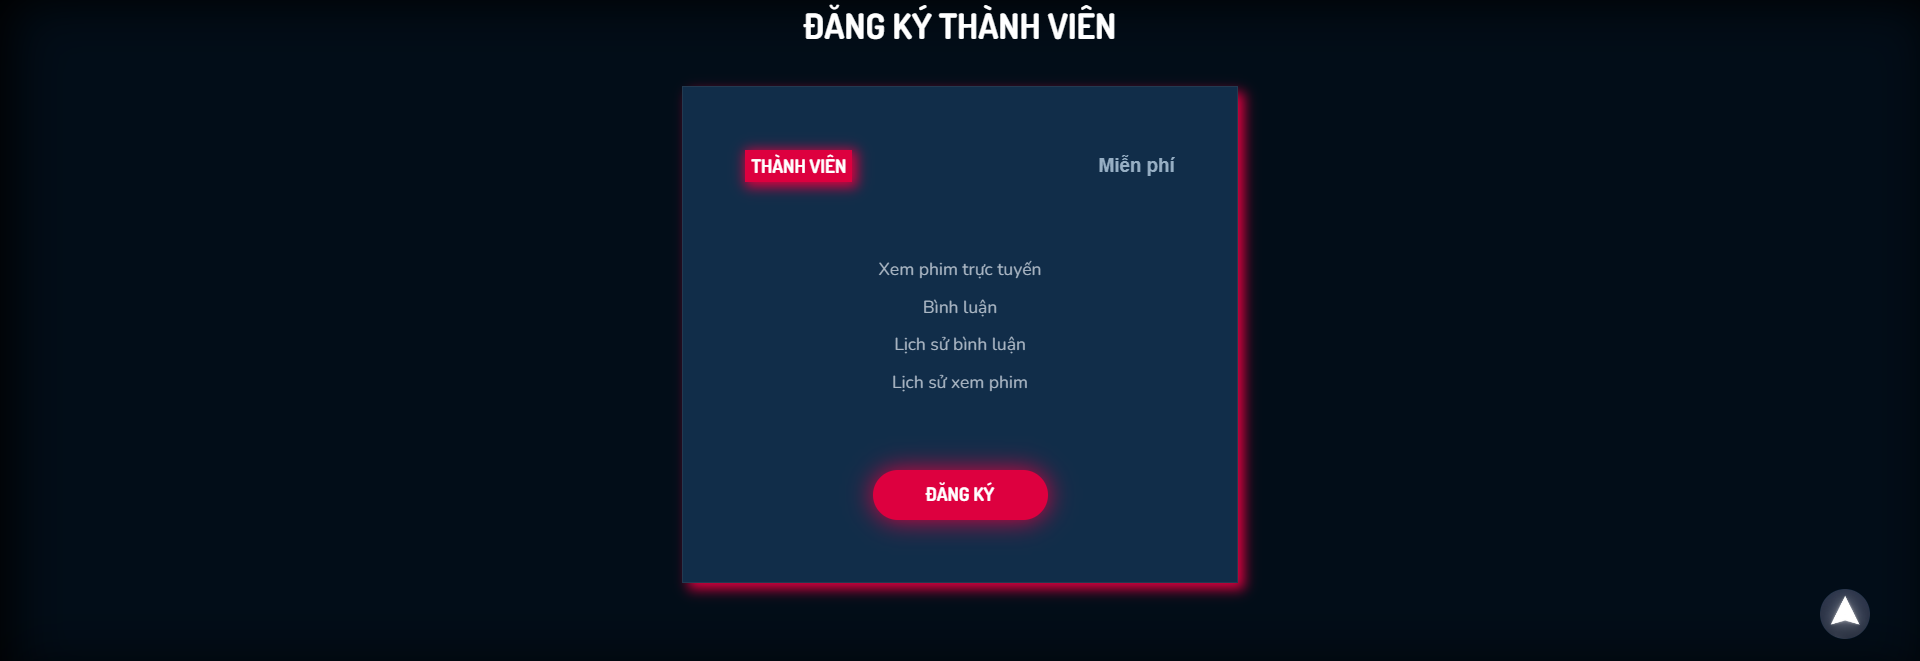 ĐĂNG KÝ THÀNH VIÊN
THÀNH VIÊN
Miễn phí
Xem phim trực tuyến
Bình luận
Lịch sử bình luận
Lịch sử xem phim
ĐĂNG KÝ